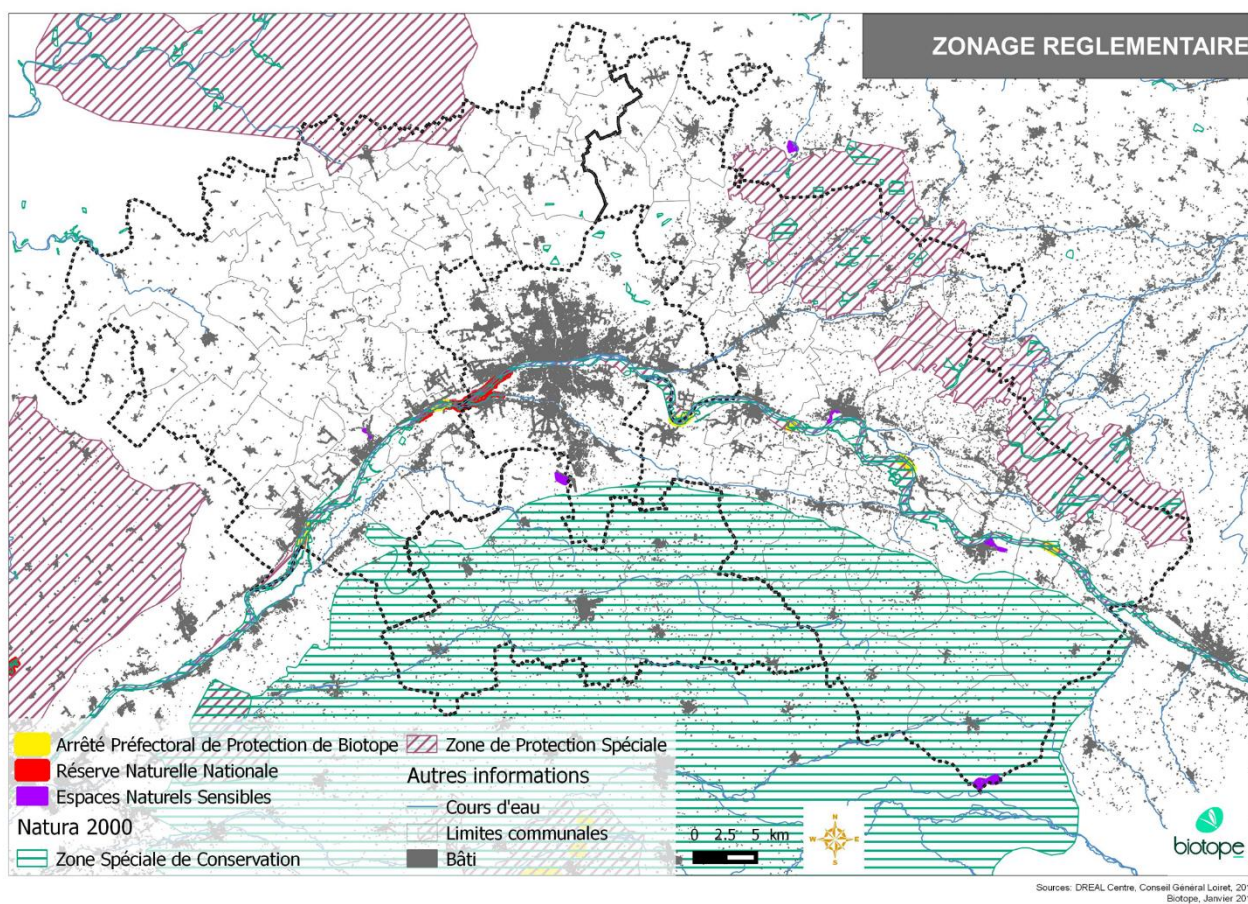 ZONAGE REGLEMENTAIRE
Arrêté Préfectoral de Protection de Biotope
Réserve Naturelle Nationale
Espaces Naturels Sensibles
Natura 2000
Zone Spéciale de Conservation
Zone de Protection Spéciale
Autres informations
Cours d'eau
Limites communales
Bâti
0 2.5 5 km
N
W E
S
biotope
Sources: DREAL Centre, Conseil Général Loiret, 201
Biotope, Janvier 201